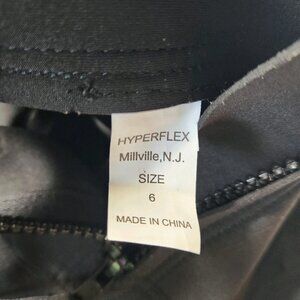 HYPERFLEX
Millville,N.J.
SIZE
6
MADE IN CHINA